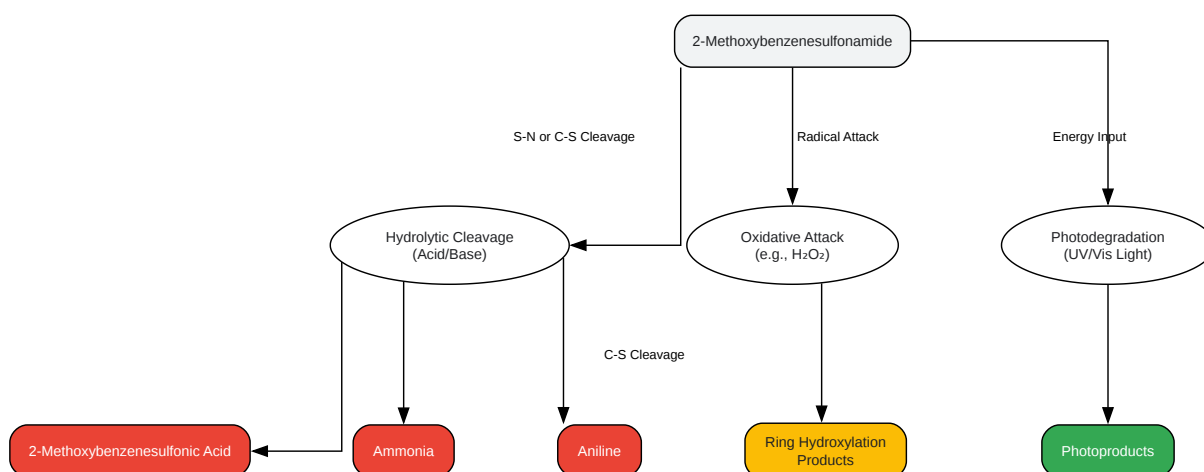 2-Methoxybenzenesulfonamide
S-N or C-S Cleavage
Radical Attack
Energy Input
Hydrolytic Cleavage
(Acid/Base)
Oxidative Attack
(e.g., H₂O₂)
Photodegradation
(UV/Vis Light)
C-S Cleavage
2-Methoxybenzenesulfonic Acid
Ammonia
Aniline
Ring Hydroxylation
Products
Photoproducts